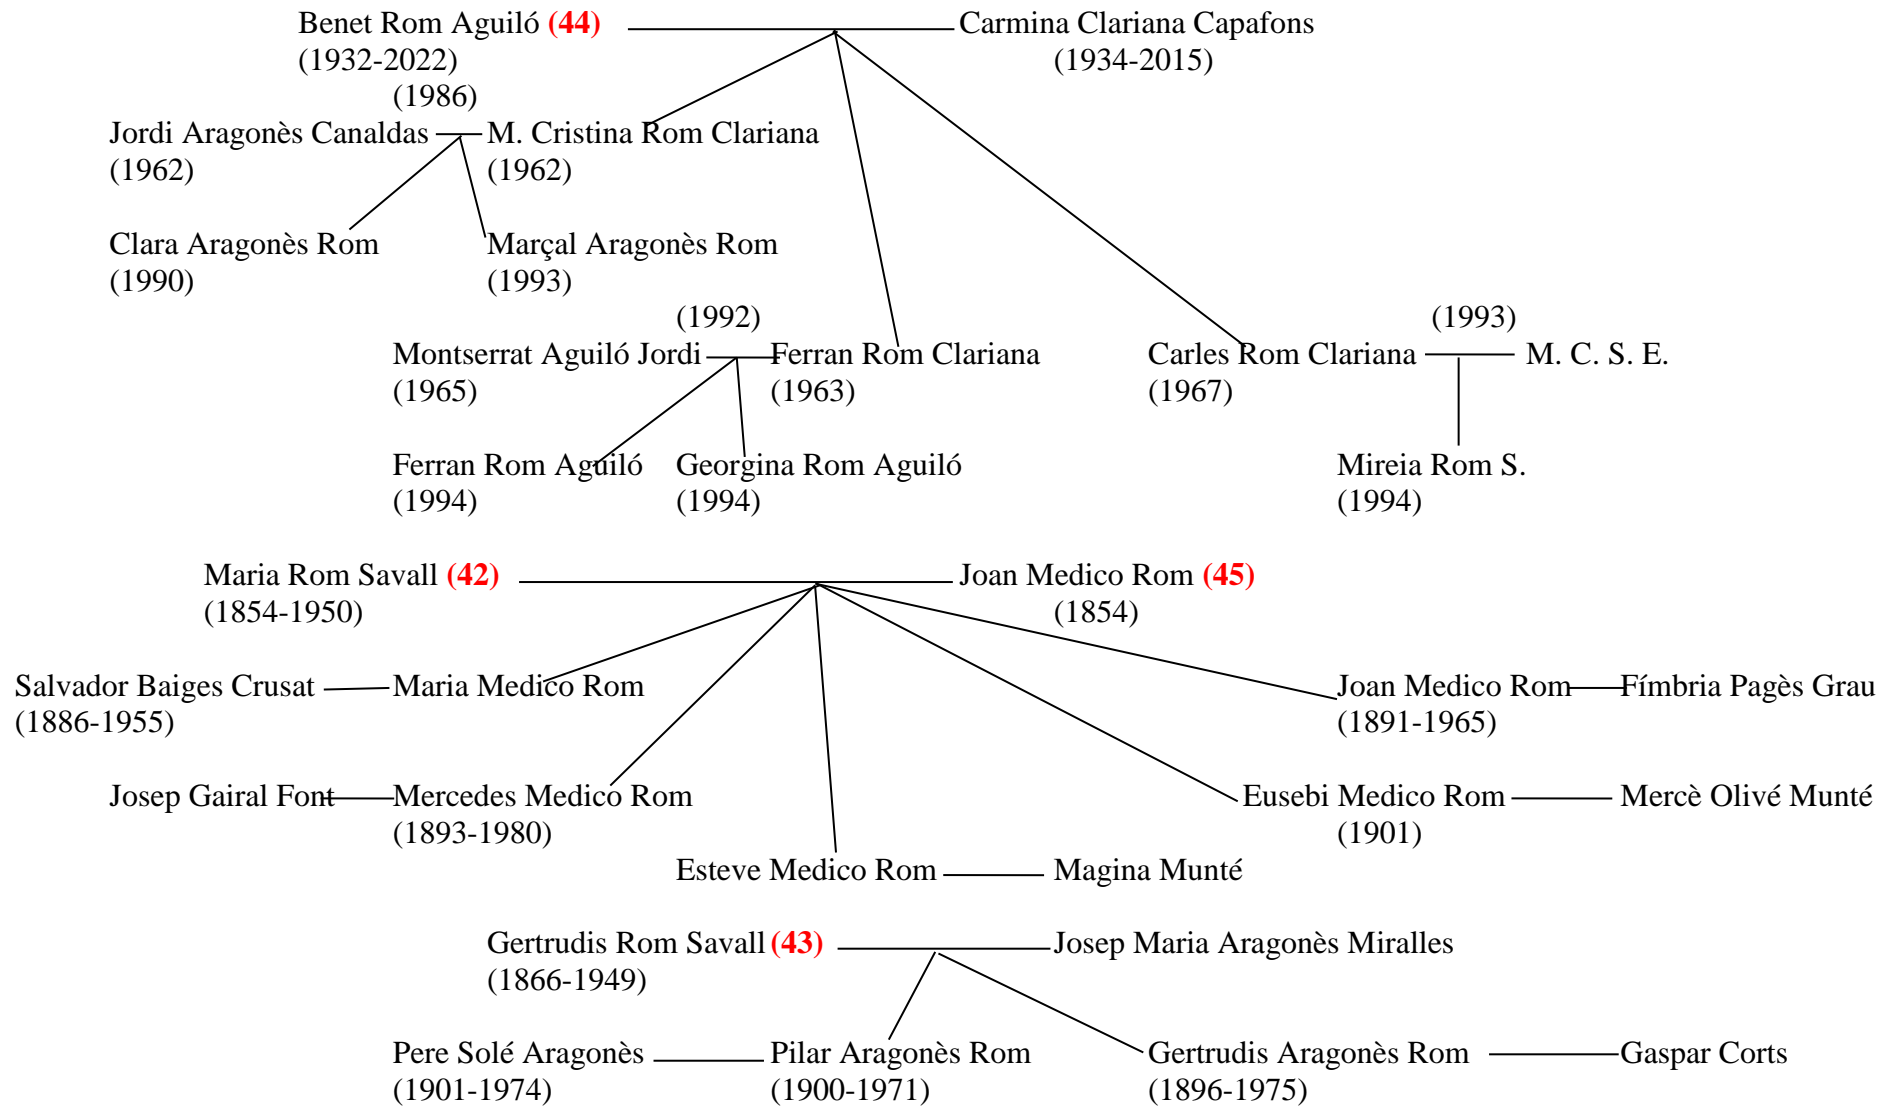 Benet Rom Aguiló (44) Carmina Clariana Capafons
(1932-2022) (1934-2015)
(1986)
Jordi Aragonès Canaldas M. Cristina Rom Clariana
(1962) (1962)
Clara Aragonès Rom Marçal Aragonès Rom
(1990) (1993)
(1992) (1993)
Montserrat Aguiló Jordi Ferran Rom Clariana Carles Rom Clariana M. C. S. E.
(1965) (1963) (1967)
Ferran Rom Aguiló Georgina Rom Aguiló Mireia Rom S.
(1994) (1994) (1994)
Maria Rom Savall (42) Joan Medico Rom (45)
(1854-1950) (1854)
Salvador Baiges Crusat Maria Medico Rom Joan Medico Rom Fímbria Pagès Grau
(1886-1955) (1891-1965)
Josep Gairal Font Mercedes Medico Rom Eusebi Medico Rom Mercè Olivé Munté
(1893-1980) (1901)
Esteve Medico Rom Magina Munté
Gertrudis Rom Savall (43) Josep Maria Aragonès Miralles
(1866-1949)
Pere Solé Aragonès Pilar Aragonès Rom Gertrudis Aragonès Rom Gaspar Corts
(1901-1974) (1900-1971) (1896-1975)